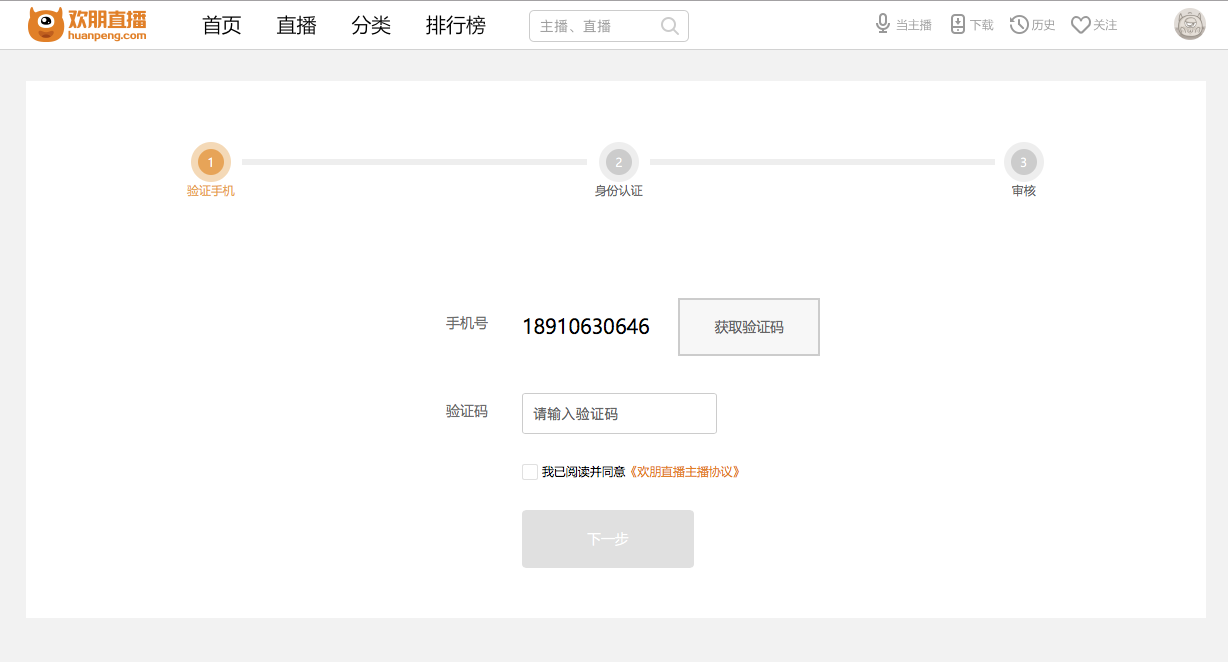 欢朋直播
huanpeng.com
首页 直播 分类 排行榜 主播、直播 当主播 下载 历史 关注
1 2 3
验证手机 身份认证 审核
手机号 18910630646 获取验证码
验证码 请输入验证码
我已阅读并同意《欢朋直播主播协议》
下一步